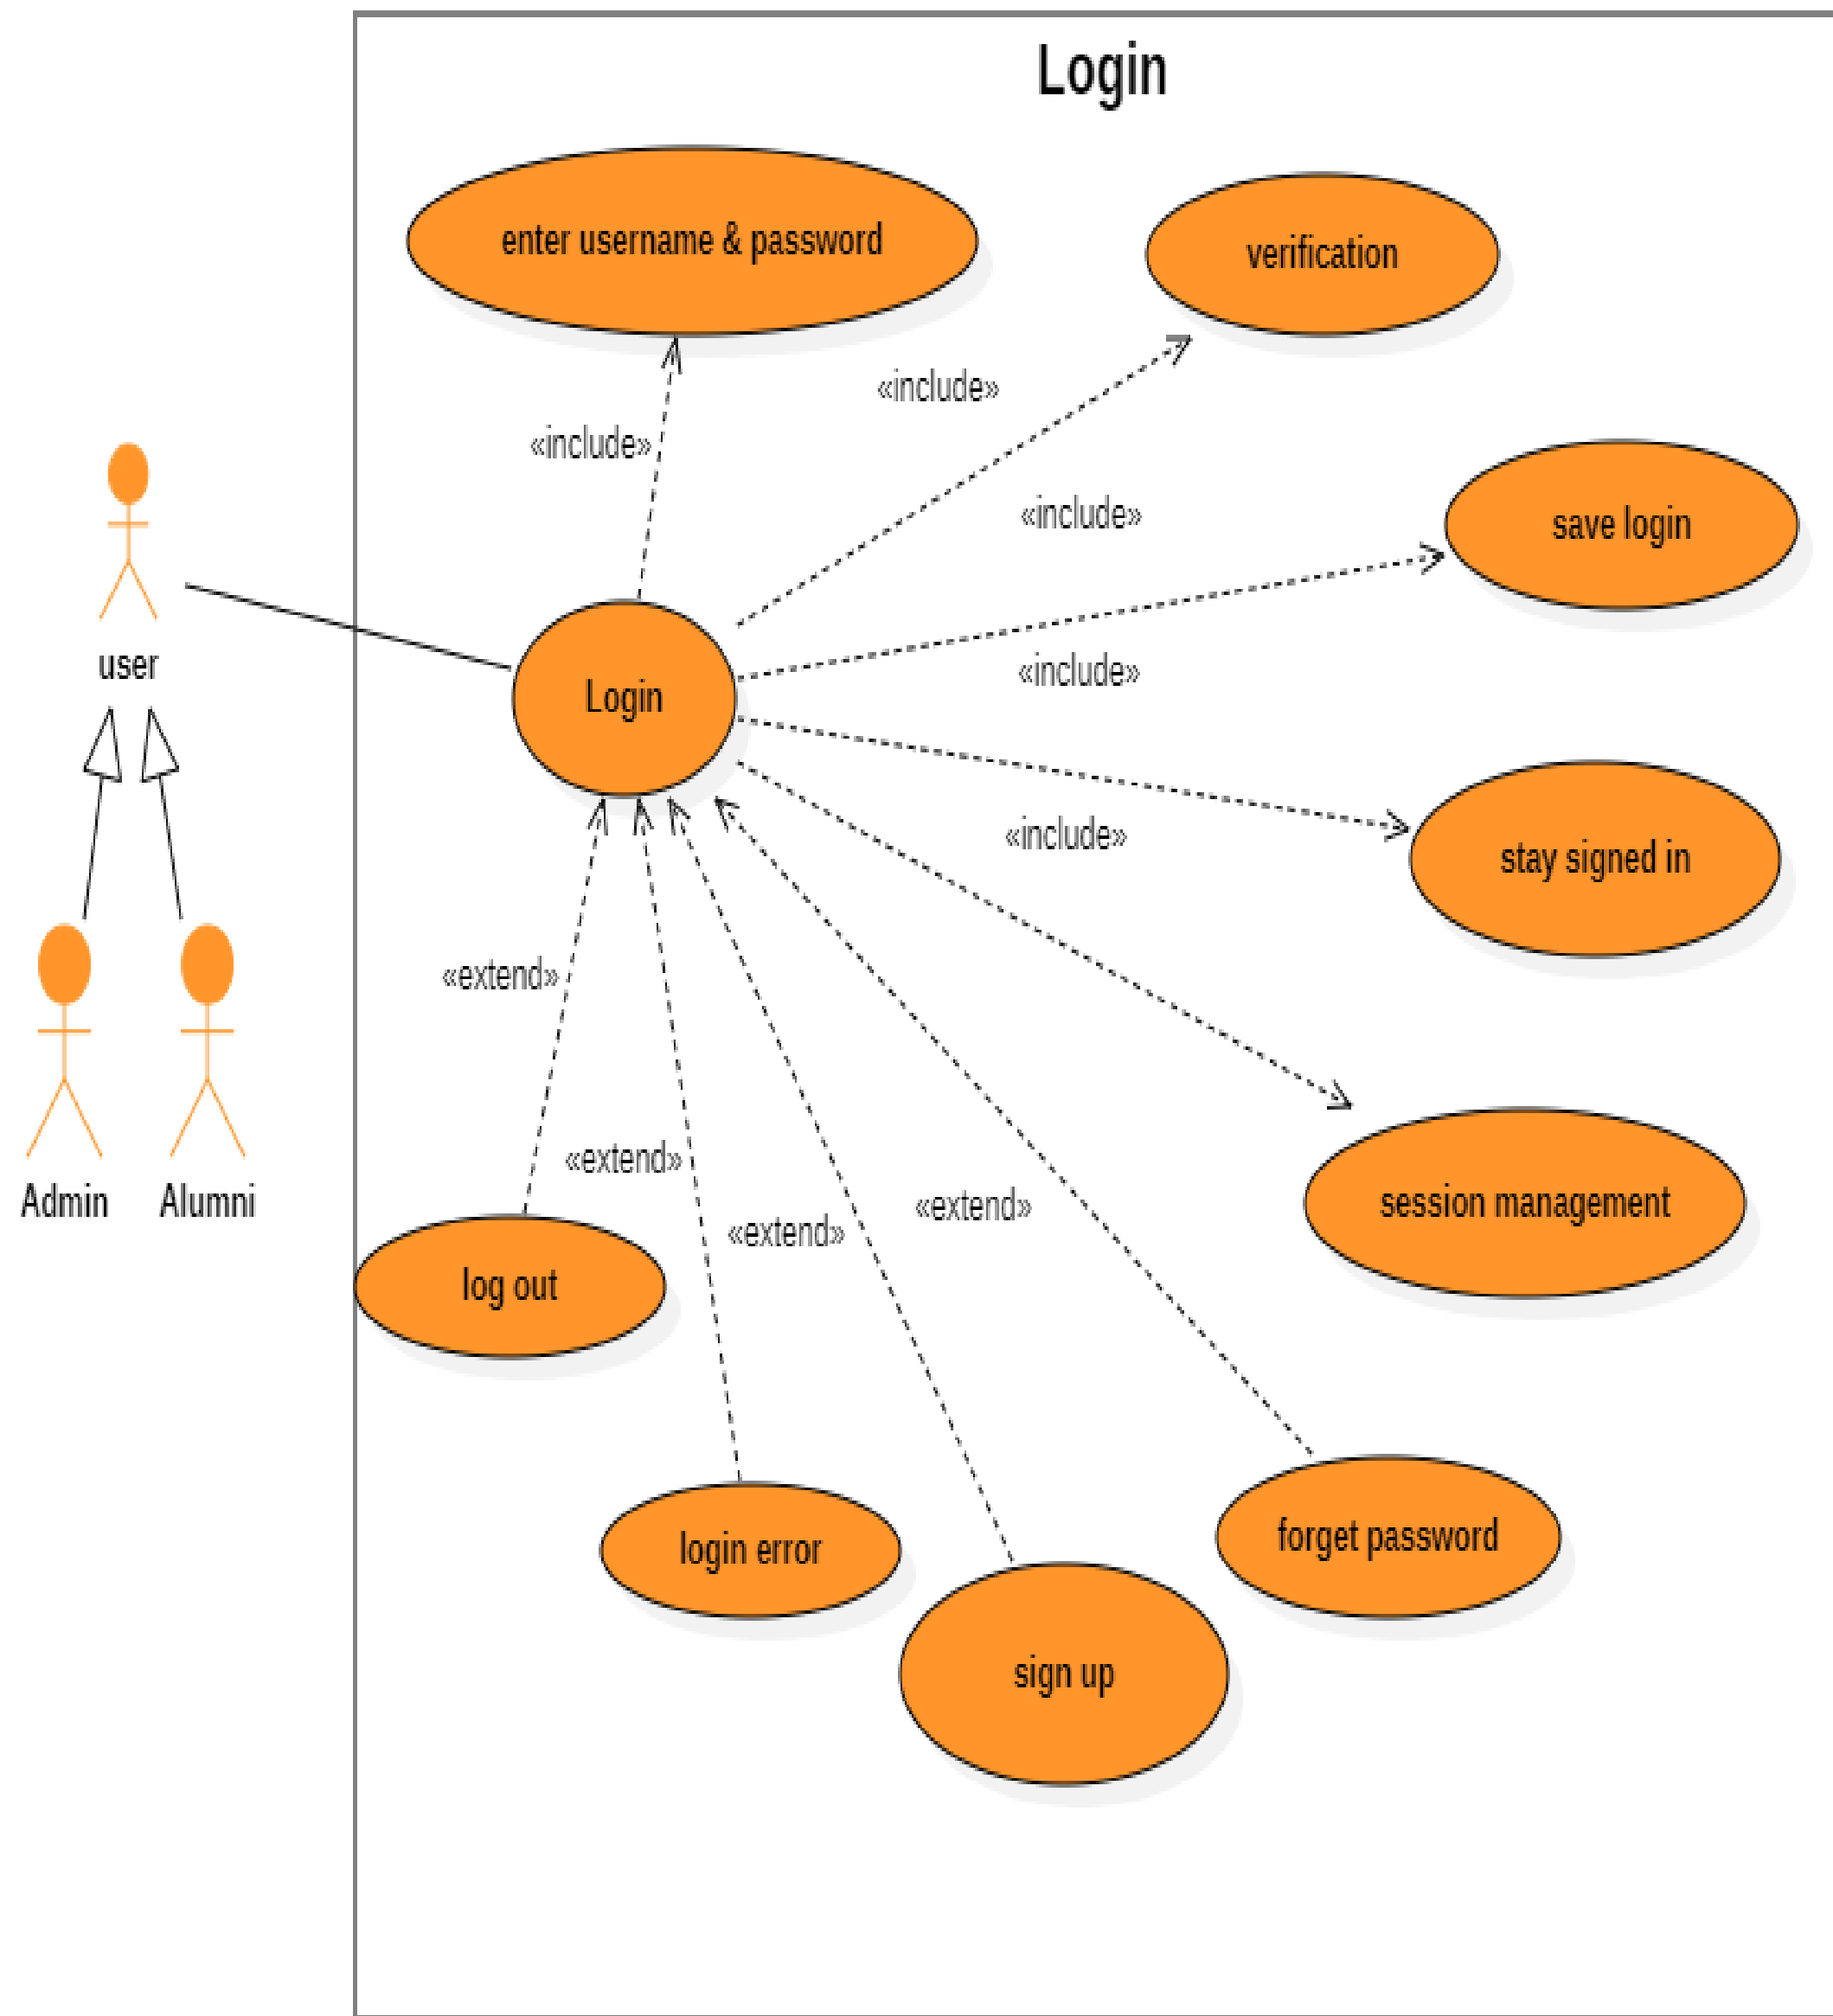 Login
enter username & password
verification
«include»
«include»
«include»
save login
user
«include»
Login
«include»
stay signed in
«extend»
«extend»
Admin
Alumni
«extend»
«extend»
session management
log out
login error
forget password
sign up